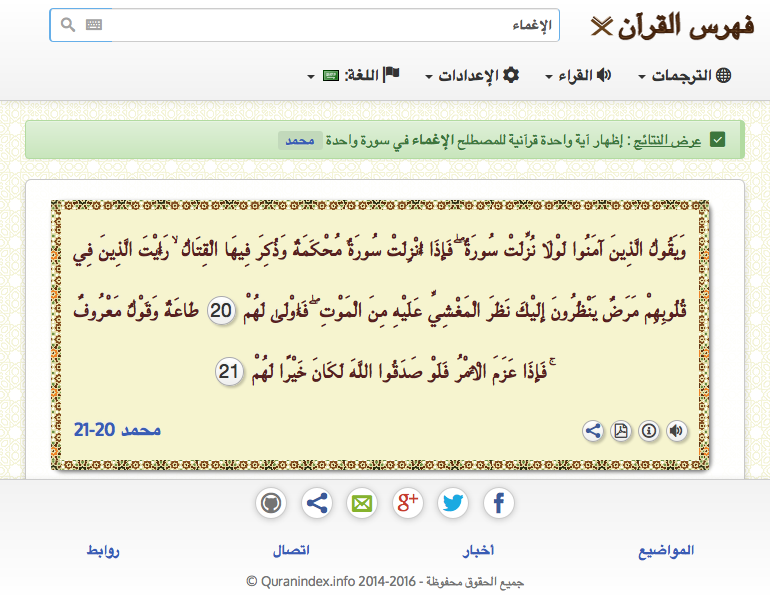 فهرس القرآن
الإغماء
الترجمات
القراء
الإعدادات
اللغة:
عرض النتائج : إظهار آية واحدة قرآنية للمصطلح الإغماء في سورة واحدة محمد
وَيَقُولُ الَّذِينَ آمَنُوا لَوْلَا نُزِّلَتْ سُورَةٌ ۖ فَإِذَا أُنْزِلَتْ سُورَةٌ مُحْكَمَةٌ وَذُكِرَ فِيهَا الْقِتَالُ ۙ رَأَيْتَ الَّذِينَ فِي
قُلُوبِهِمْ مَرَضٌ يَنْظُرُونَ إِلَيْكَ نَظَرَ الْمَغْشِيِّ عَلَيْهِ مِنَ الْمَوْتِ ۖ فَأَوْلَىٰ لَهُمْ 20 طَاعَةٌ وَقَوْلٌ مَعْرُوفٌ
ۚ فَإِذَا عَزَمَ الْأَمْرُ فَلَوْ صَدَقُوا اللَّهَ لَكَانَ خَيْرًا لَهُمْ 21
محمد 20-21
المواضيع
أخبار
اتصال
روابط
جميع الحقوق محفوظة - 2014-2016 Quranindex.info ©